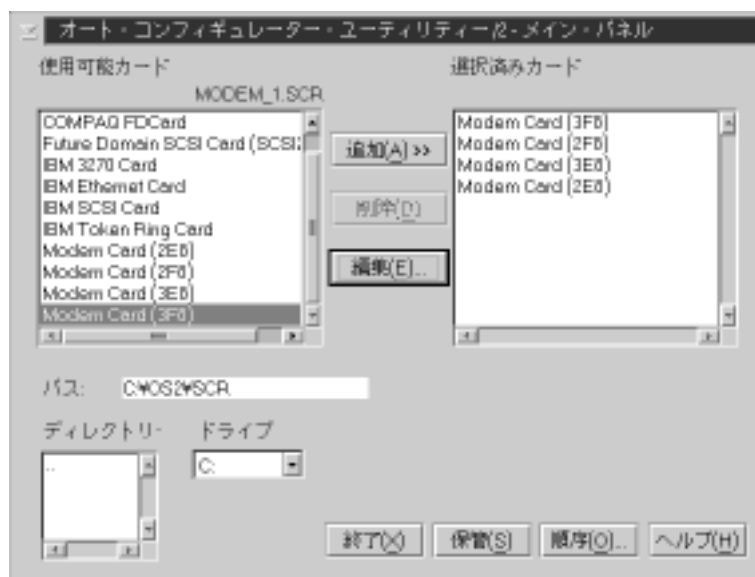 オート・コンフィギュレーター・ユーティリティー/2 - メイン・パネル
使用可能カード
選択済みカード
MODEM_1.SCR
COMPAQ FDCard
Future Domain SCSI Card (SCSI2
IBM 3270 Card
IBM Ethernet Card
IBM SCSI Card
IBM Token Ring Card
Modem Card (2E8)
Modem Card (2F8)
Modem Card (3E8)
Modem Card (3F8)
追加(A) >>
削除(D)
編集(E)...
Modem Card (3F8)
Modem Card (2F8)
Modem Card (3E8)
Modem Card (2E8)
パス:
C:¥OS2¥SCR
ディレクトリー
ドライブ
..
C:
終了(X)
保管(S)
順序(O)...
ヘルプ(H)